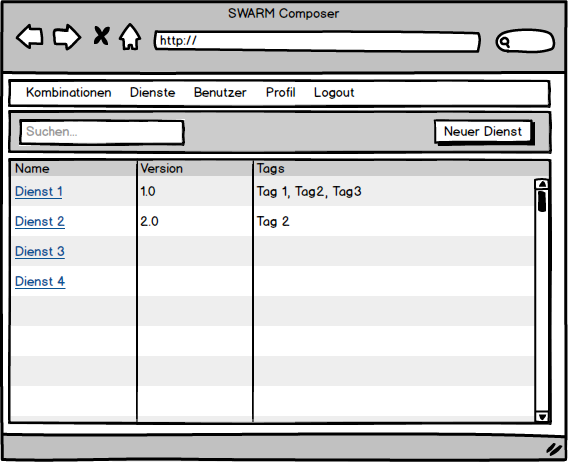 SWARM Composer
http://
Kombinationen Dienste Benutzer Profil Logout
Suchen... Neuer Dienst
Name Version Tags
Dienst 1 1.0 Tag 1, Tag2, Tag3
Dienst 2 2.0 Tag 2
Dienst 3
Dienst 4